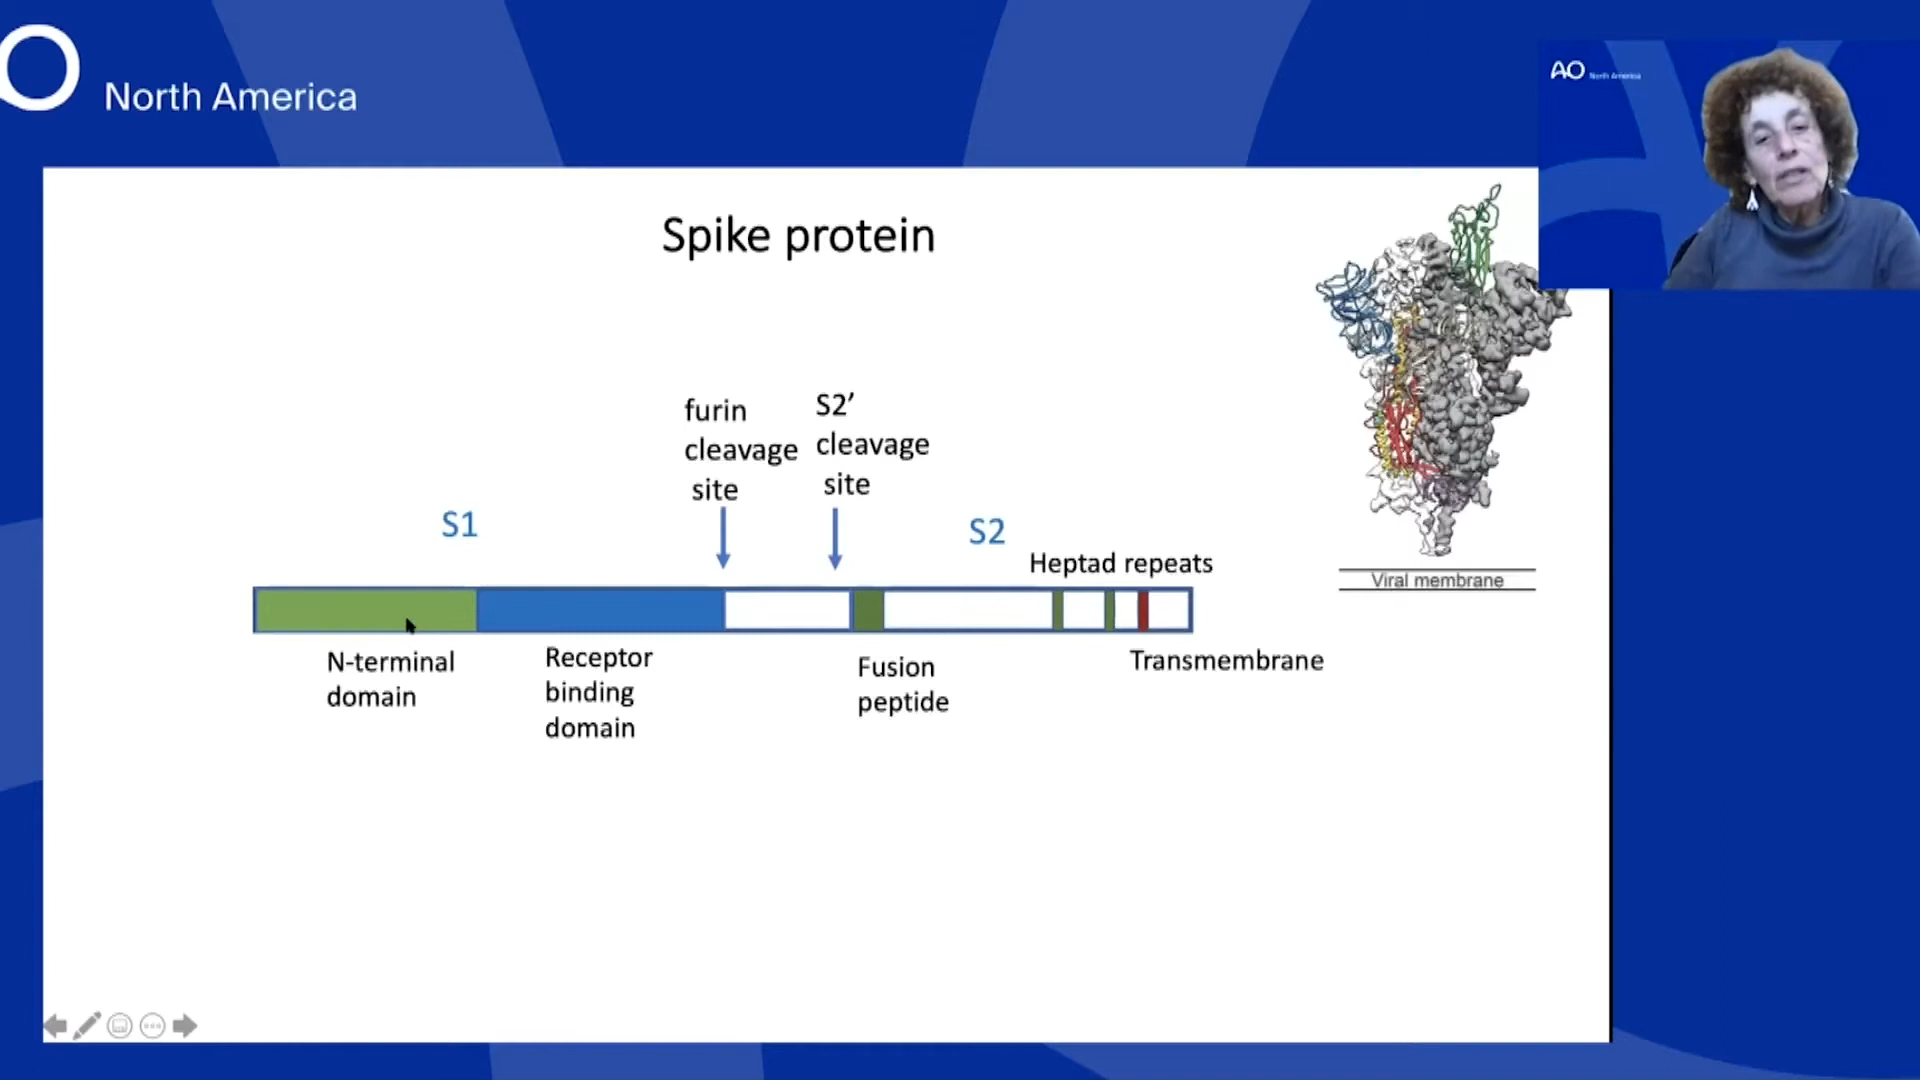 O North America
AO North America
Spike protein
furin
cleavage
site
S2’
cleavage
site
S1
S2
Heptad repeats
Viral membrane
N-terminal
domain
Receptor
binding
domain
Fusion
peptide
Transmembrane